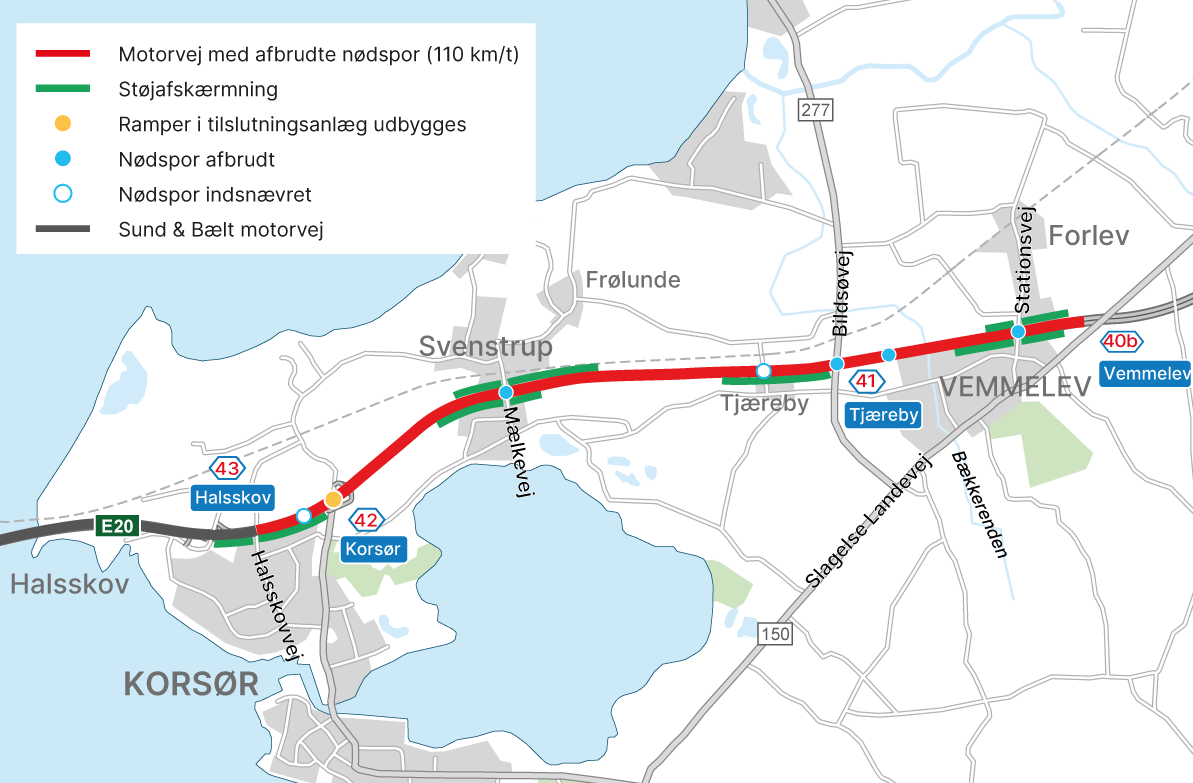 Motorvej med afbrudte nødspor (110 km/t)
Støjafskærmning
Ramper i tilslutningsanlæg udbygges
Nødspor afbrudt
Nødspor indsnævret
Sund & Bælt motorvej
277
Forlev
Stationsvej
Bildsøvej
Frølunde
Svenstrup
40b
Vemmelev
41
VEMMELEV
Tjæreby
Tjæreby
Mælkevej
43
Halsskov
Bækkerenden
Slagelse Landevej
E20
42
Korsør
Halsskov
Halsskovvej
150
KORSØR